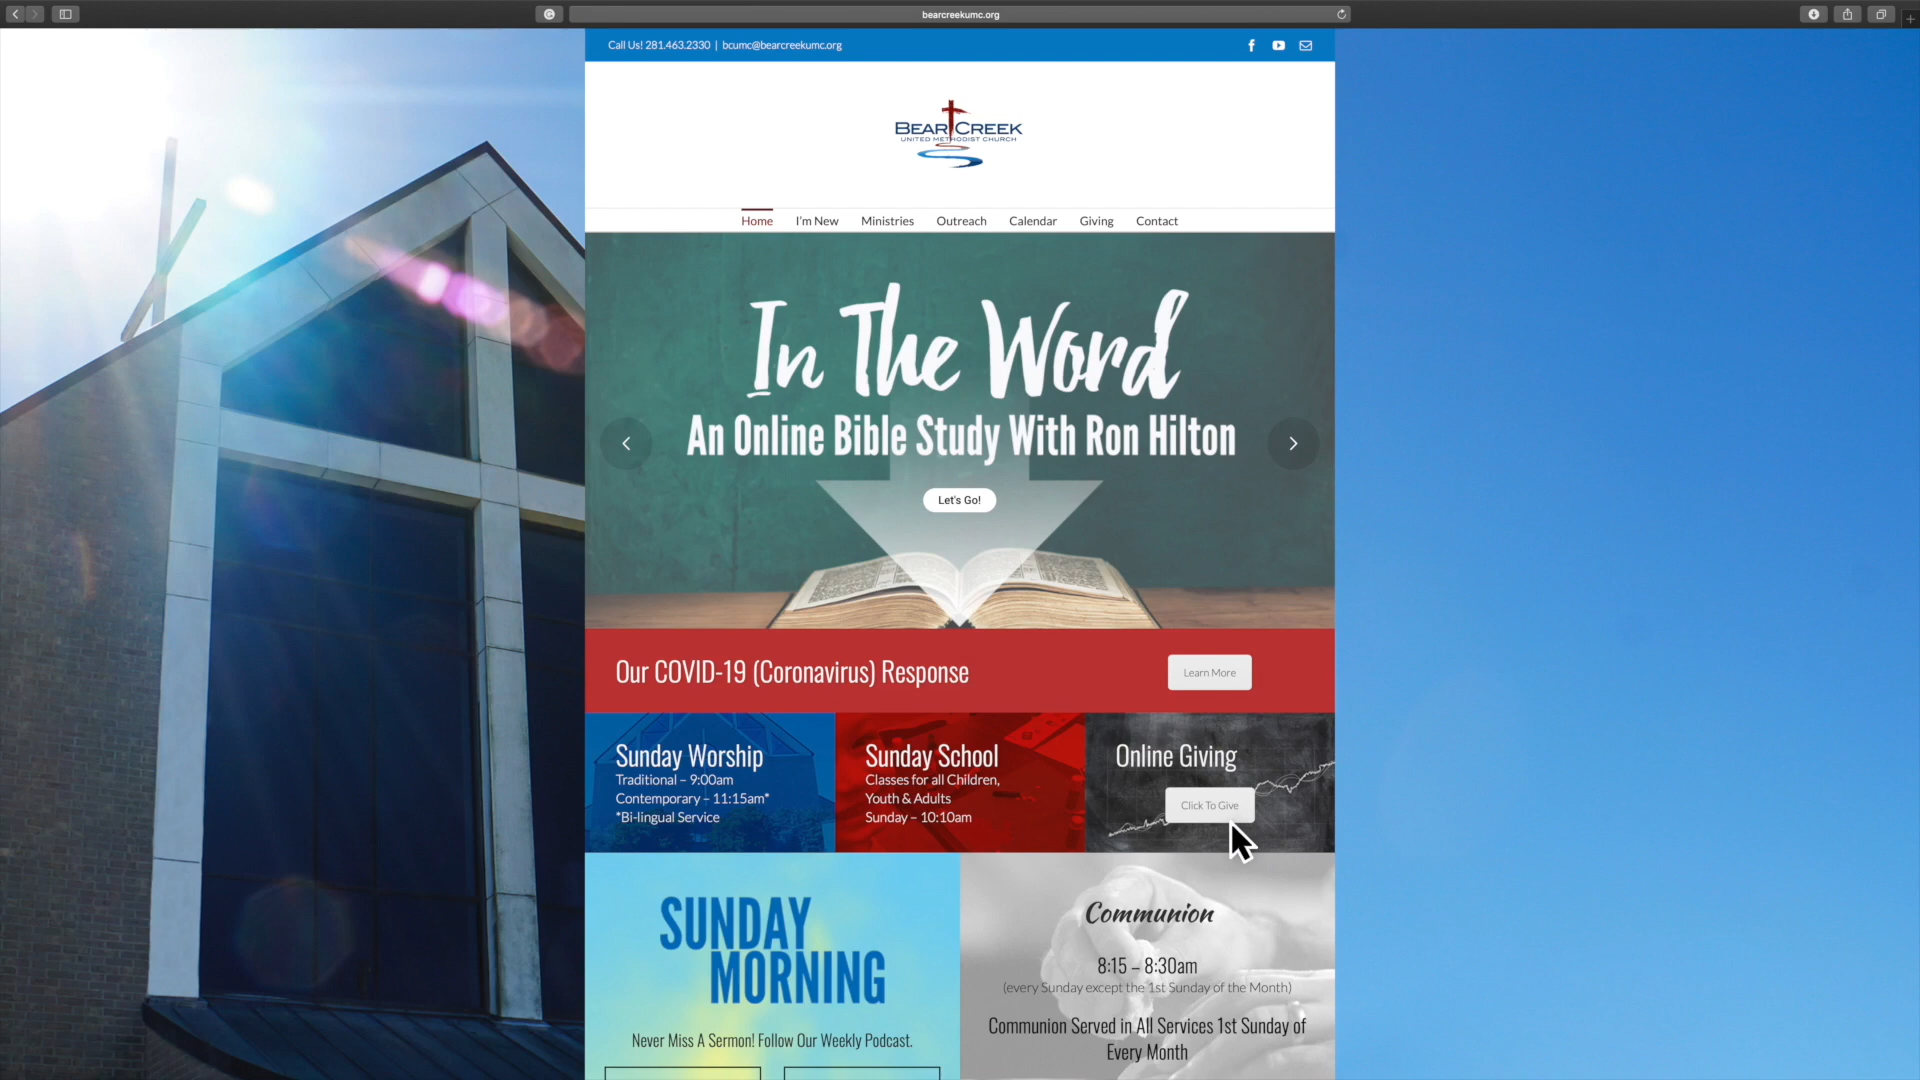 bearcreekumc.org
Call Us! 281.463.2330 | bcumc@bearcreekumc.org
BEAR CREEK
UNITED METHODIST CHURCH
Home I'm New Ministries Outreach Calendar Giving Contact
In The Word
An Online Bible Study With Ron Hilton
Let's Go!
Our COVID-19 (Coronavirus) Response
Learn More
Sunday Worship
Traditional – 9:00am
Contemporary – 11:15am*
*Bi-lingual Service
Sunday School
Classes for all Children,
Youth & Adults
Sunday – 10:10am
Online Giving
Click To Give
SUNDAY
MORNING
Never Miss A Sermon! Follow Our Weekly Podcast.
Communion
8:15 – 8:30am
(every Sunday except the 1st Sunday of the Month)
Communion Served in All Services 1st Sunday of
Every Month